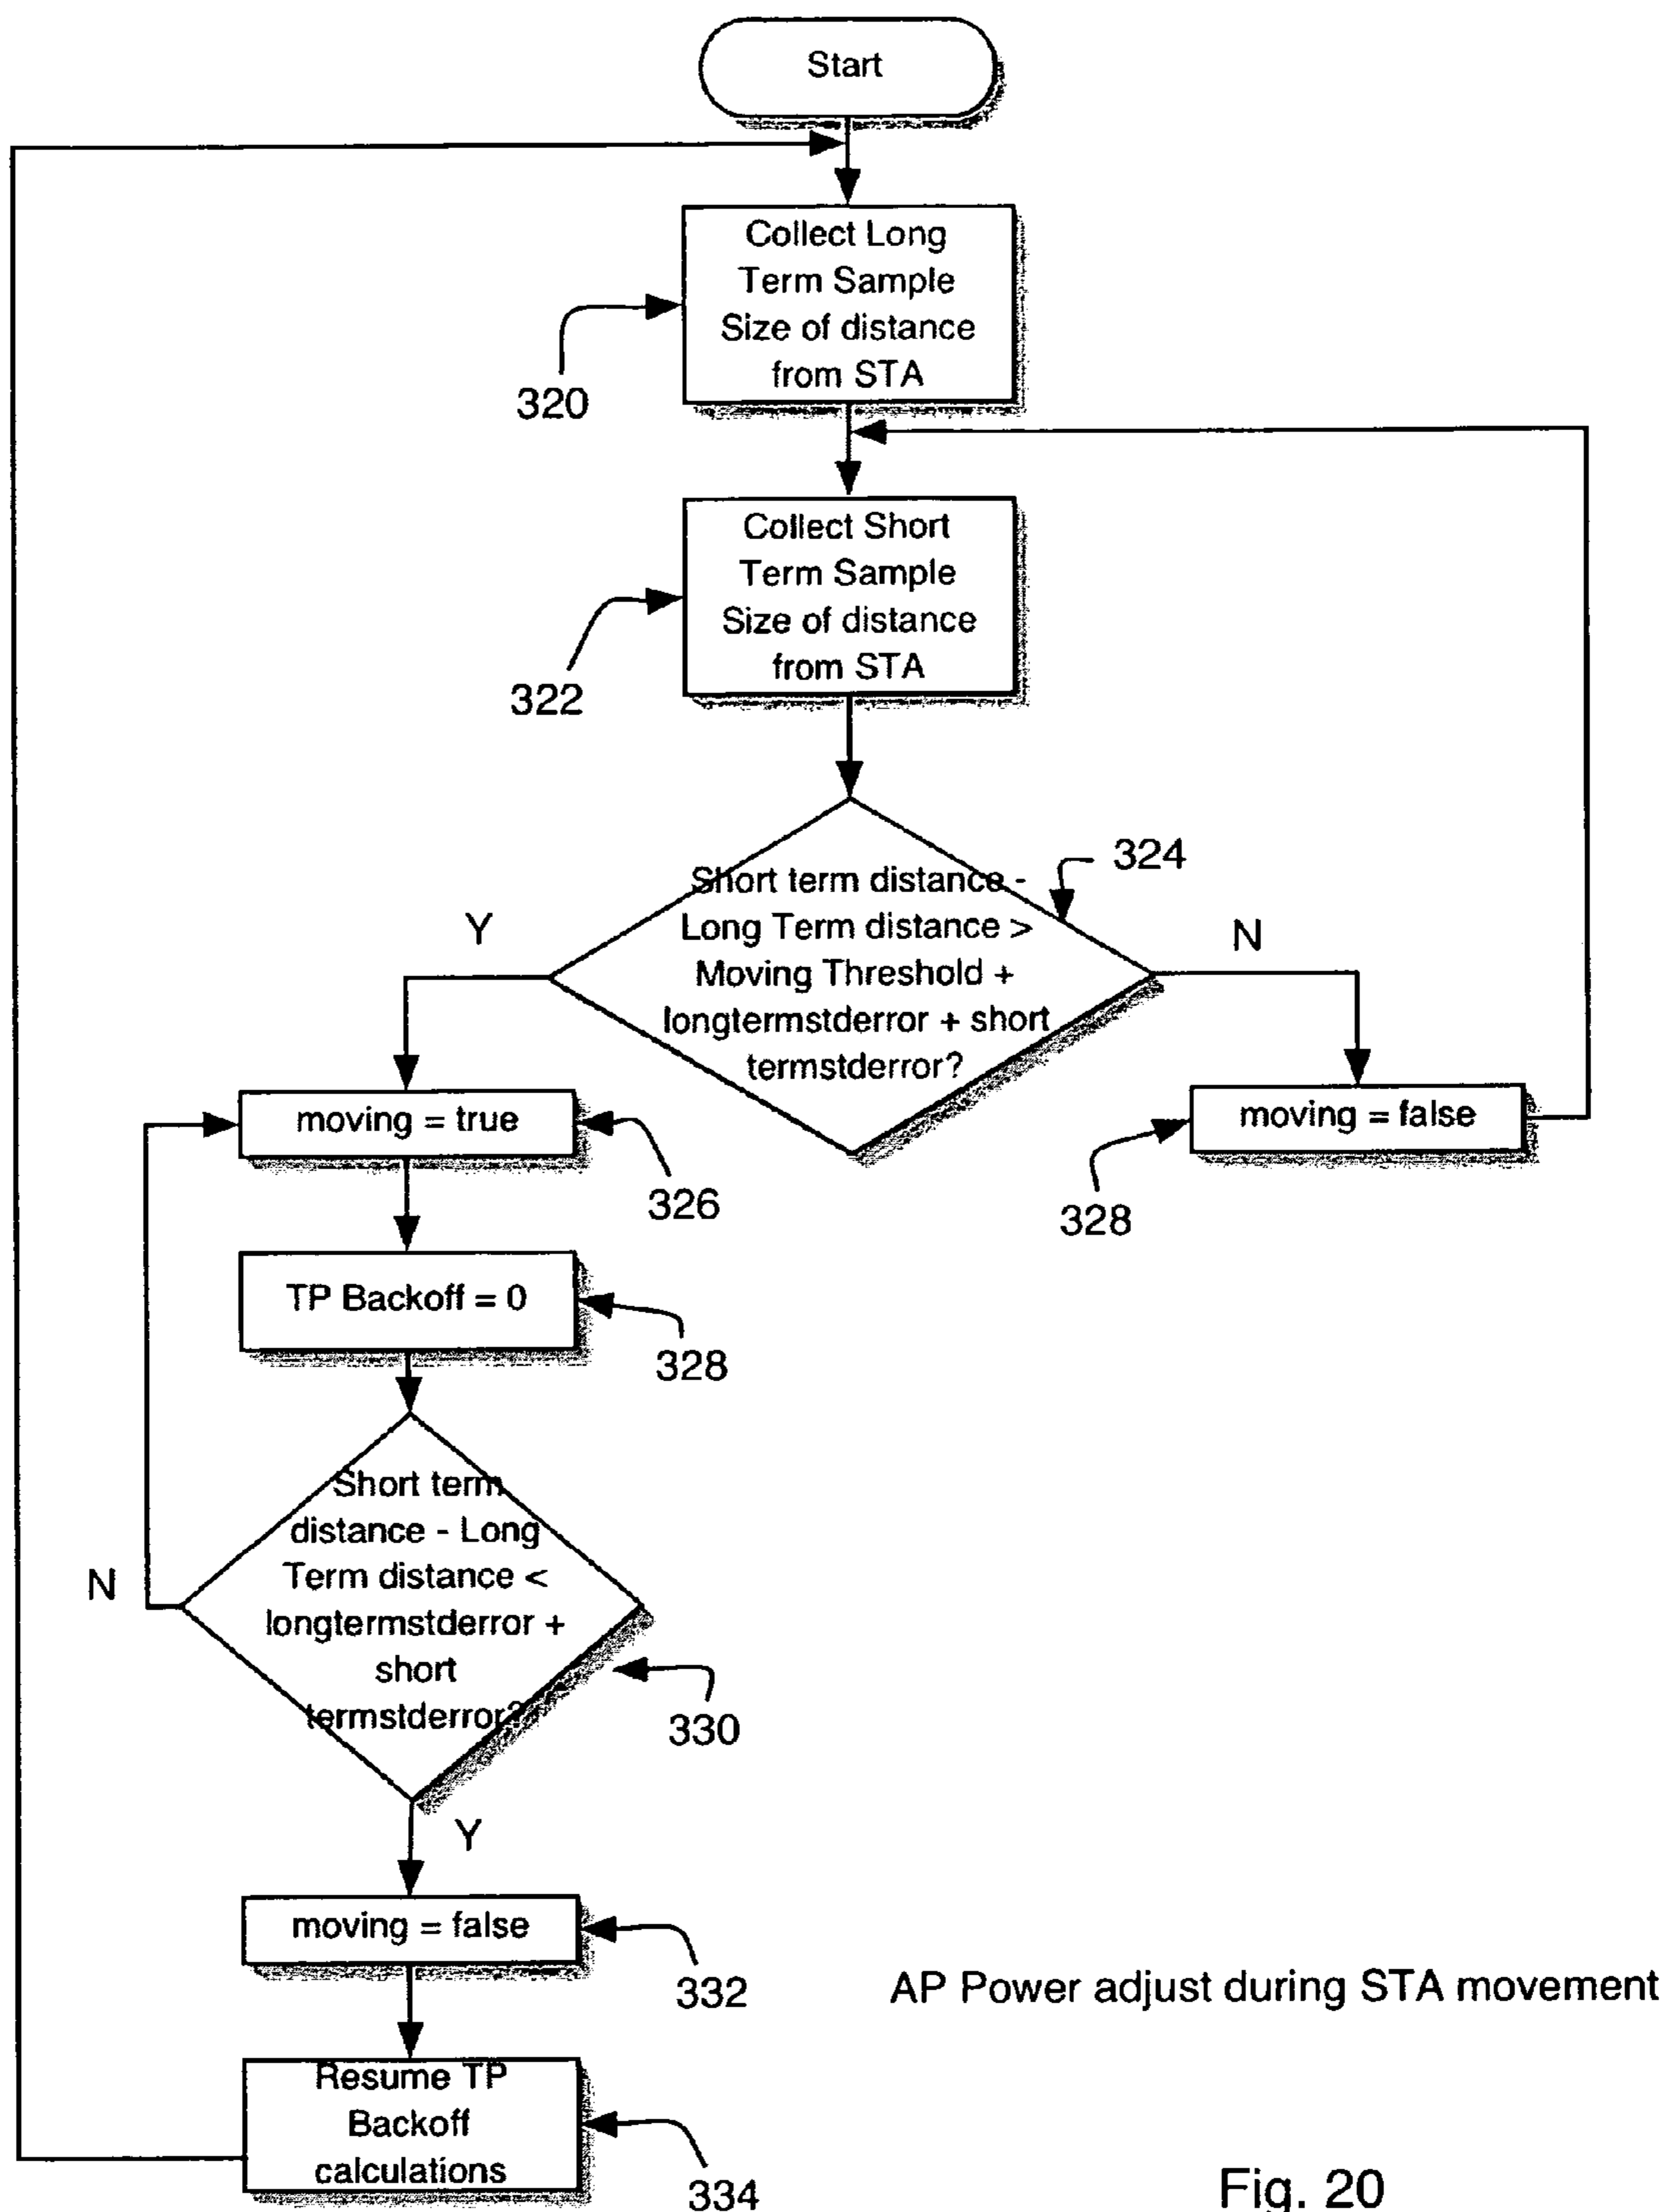 Start
Collect Long
Term Sample
Size of distance
from STA
320
Collect Short
Term Sample
Size of distance
from STA
322
Short term distance -
Long Term distance >
Moving Threshold +
longtermstderror + short
termstderror?
324
Y
N
moving = true
326
moving = false
328
TP Backoff = 0
328
Short term
distance - Long
Term distance <
longtermstderror +
short
termstderror?
330
N
Y
moving = false
332
AP Power adjust during STA movement
Resume TP
Backoff
calculations
334
Fig. 20